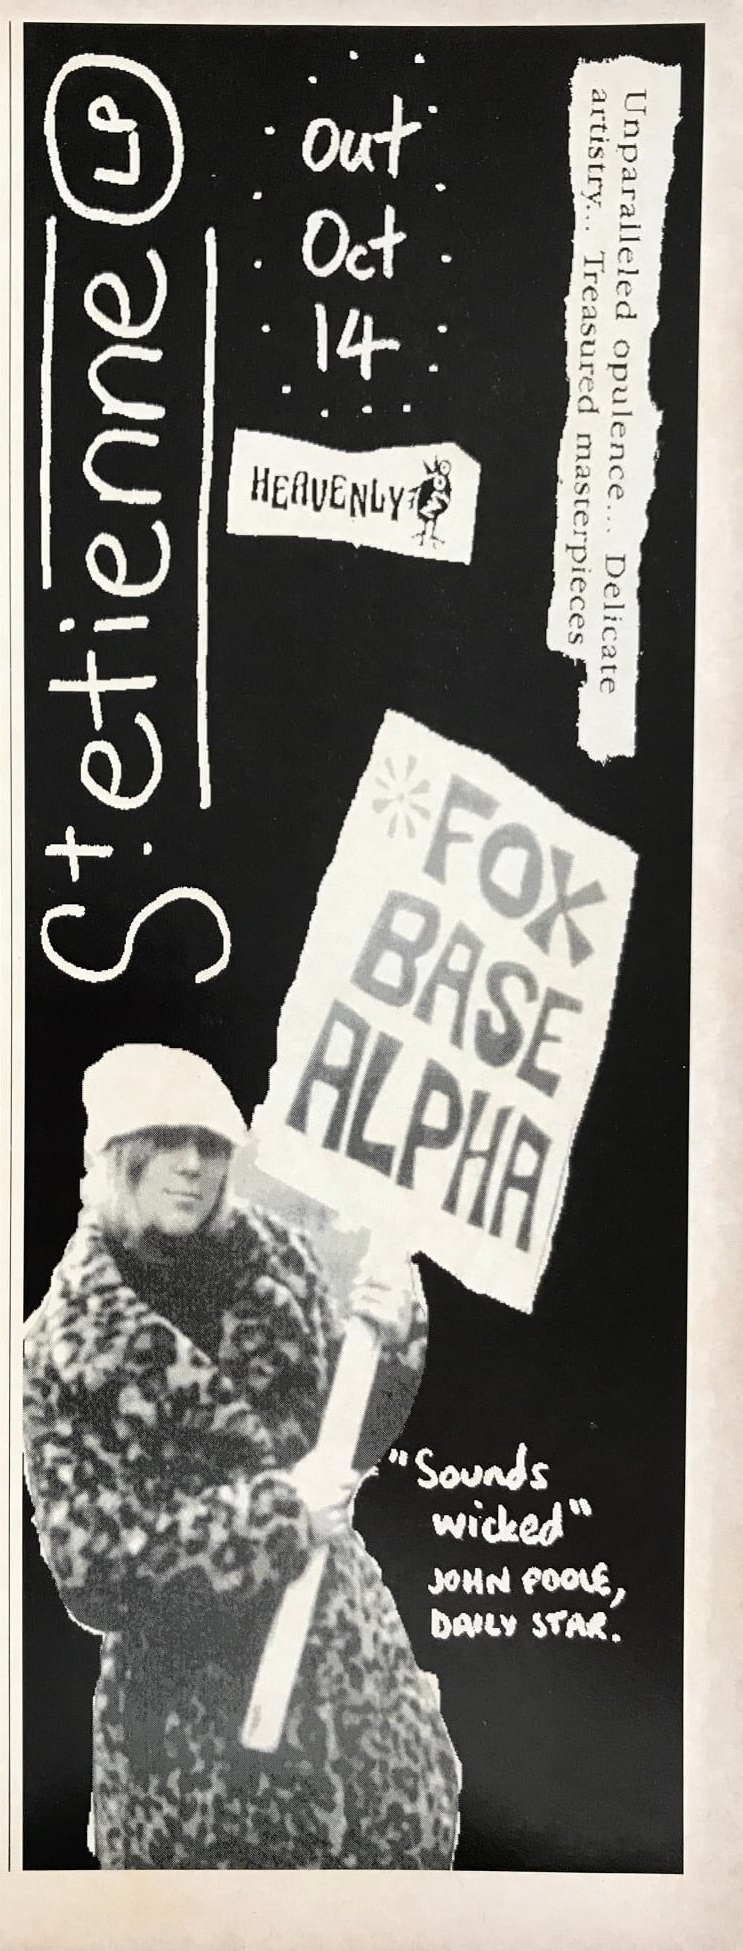 St. etienne LP
out
Oct
14
HEAVENLY
Unparalleled opulence... Delicate
artistry... Treasured masterpieces
FOX
BASE
ALPHA
"Sounds
wicked"
JOHN POOLE,
DAILY STAR.